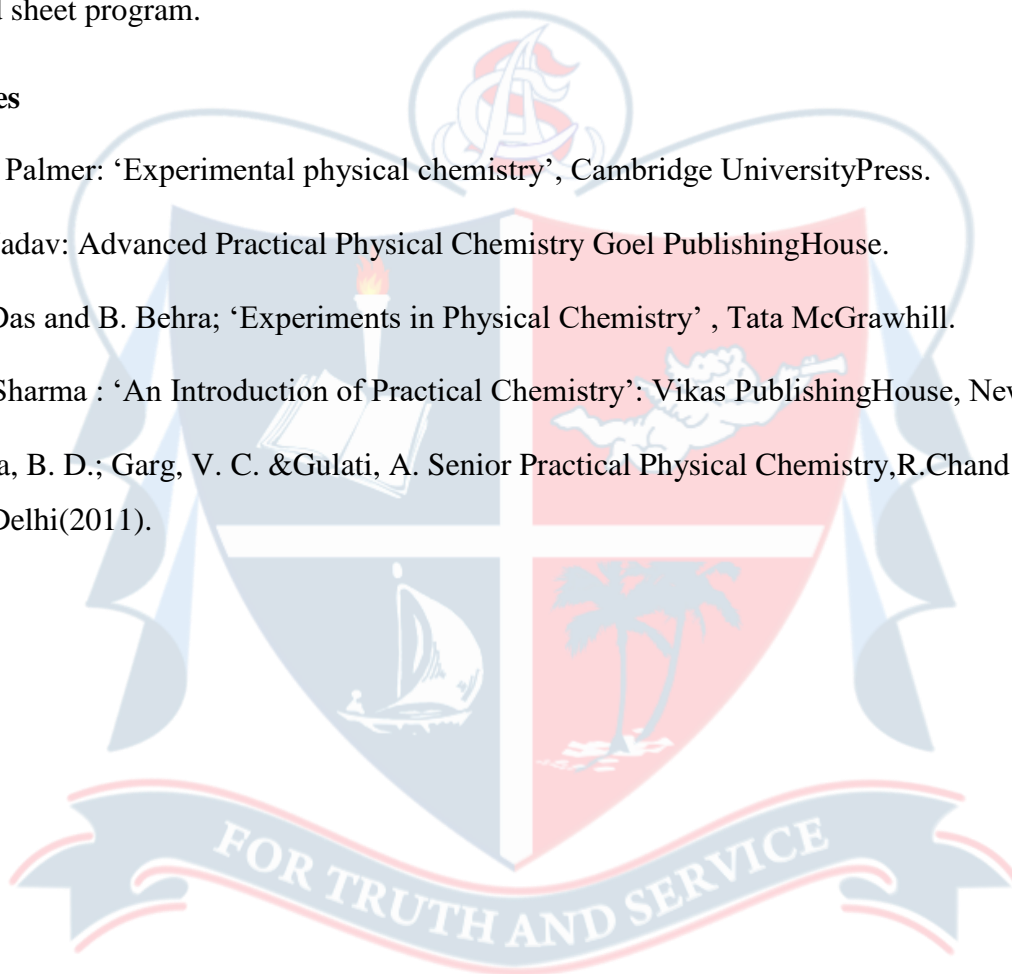 sheet program.
es
Palmer: ‘Experimental physical chemistry’, Cambridge UniversityPress.
adav: Advanced Practical Physical Chemistry Goel PublishingHouse.
Das and B. Behra; ‘Experiments in Physical Chemistry’ , Tata McGrawhill.
Sharma : ‘An Introduction of Practical Chemistry’: Vikas PublishingHouse, New
a, B. D.; Garg, V. C. &Gulati, A. Senior Practical Physical Chemistry,R.Chand
Delhi(2011).
FOR TRUTH AND SERVICE